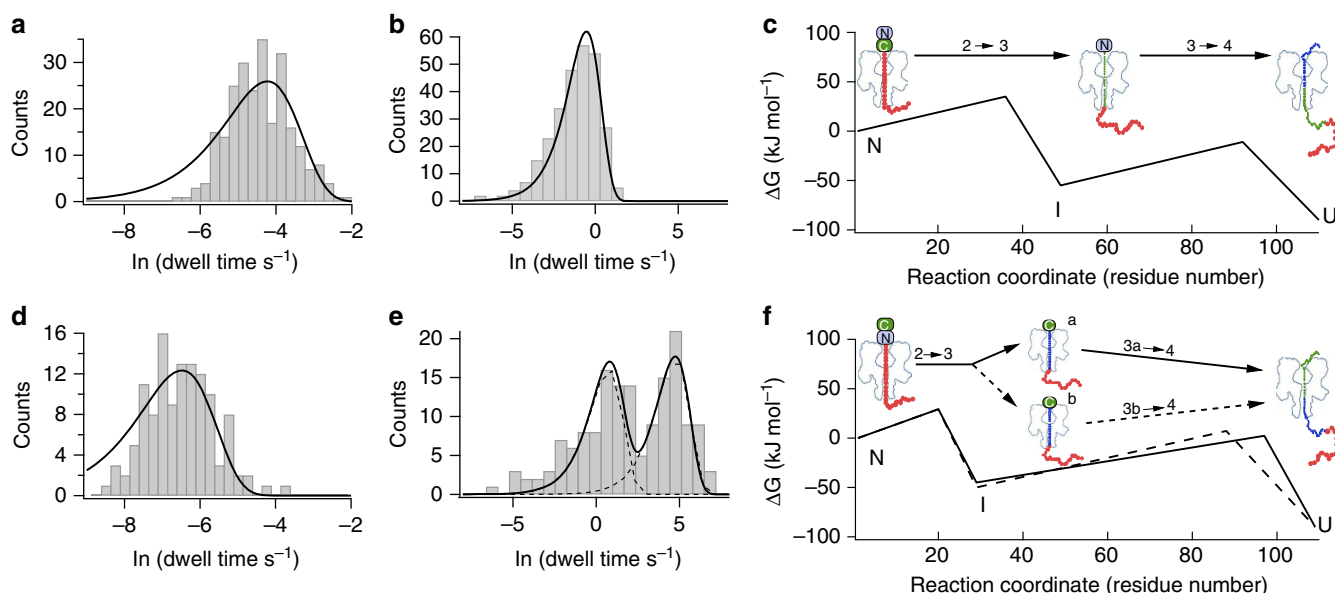 a
Counts
30
20
10
0
−8
−6
−4
−2
ln (dwell time s−1)
b
Counts
60
50
40
30
20
10
0
−5
0
5
ln (dwell time s−1)
c
ΔG (kJ mol−1)
100
50
0
−50
−100
N
C
2 → 3
N
3 → 4
N
I
U
20
40
60
80
100
Reaction coordinate (residue number)
d
Counts
16
12
8
4
0
−8
−6
−4
−2
ln (dwell time s−1)
e
Counts
20
15
10
5
0
−5
0
5
ln (dwell time s−1)
f
ΔG (kJ mol−1)
100
50
0
−50
−100
C
N
2→3
C
a
3a→4
C
b
3b→4
N
I
U
20
40
60
80
100
Reaction coordinate (residue number)